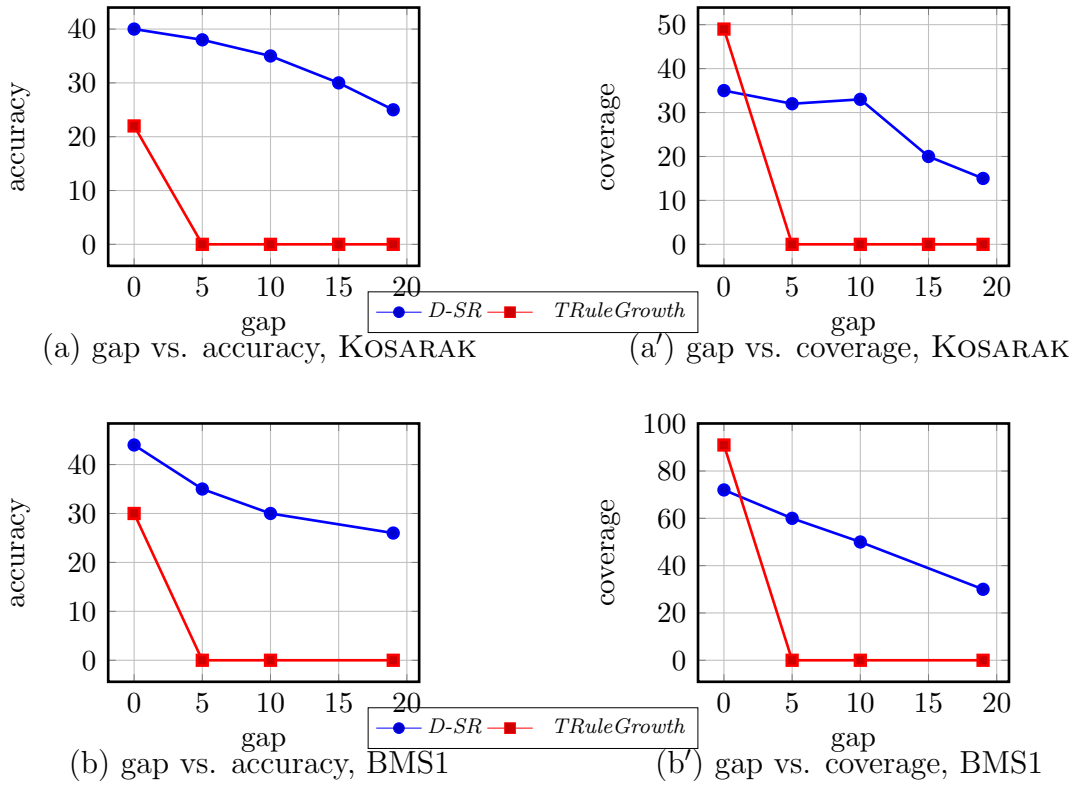 40
30
20
10
0
accuracy
0 5 10 15 20
gap
50
40
30
20
10
0
coverage
0 5 10 15 20
gap
D-SR TRuleGrowth
(a) gap vs. accuracy, KOSARAK
(a′) gap vs. coverage, KOSARAK
40
30
20
10
0
accuracy
0 5 10 15 20
gap
100
80
60
40
20
0
coverage
0 5 10 15 20
gap
D-SR TRuleGrowth
(b) gap vs. accuracy, BMS1
(b′) gap vs. coverage, BMS1